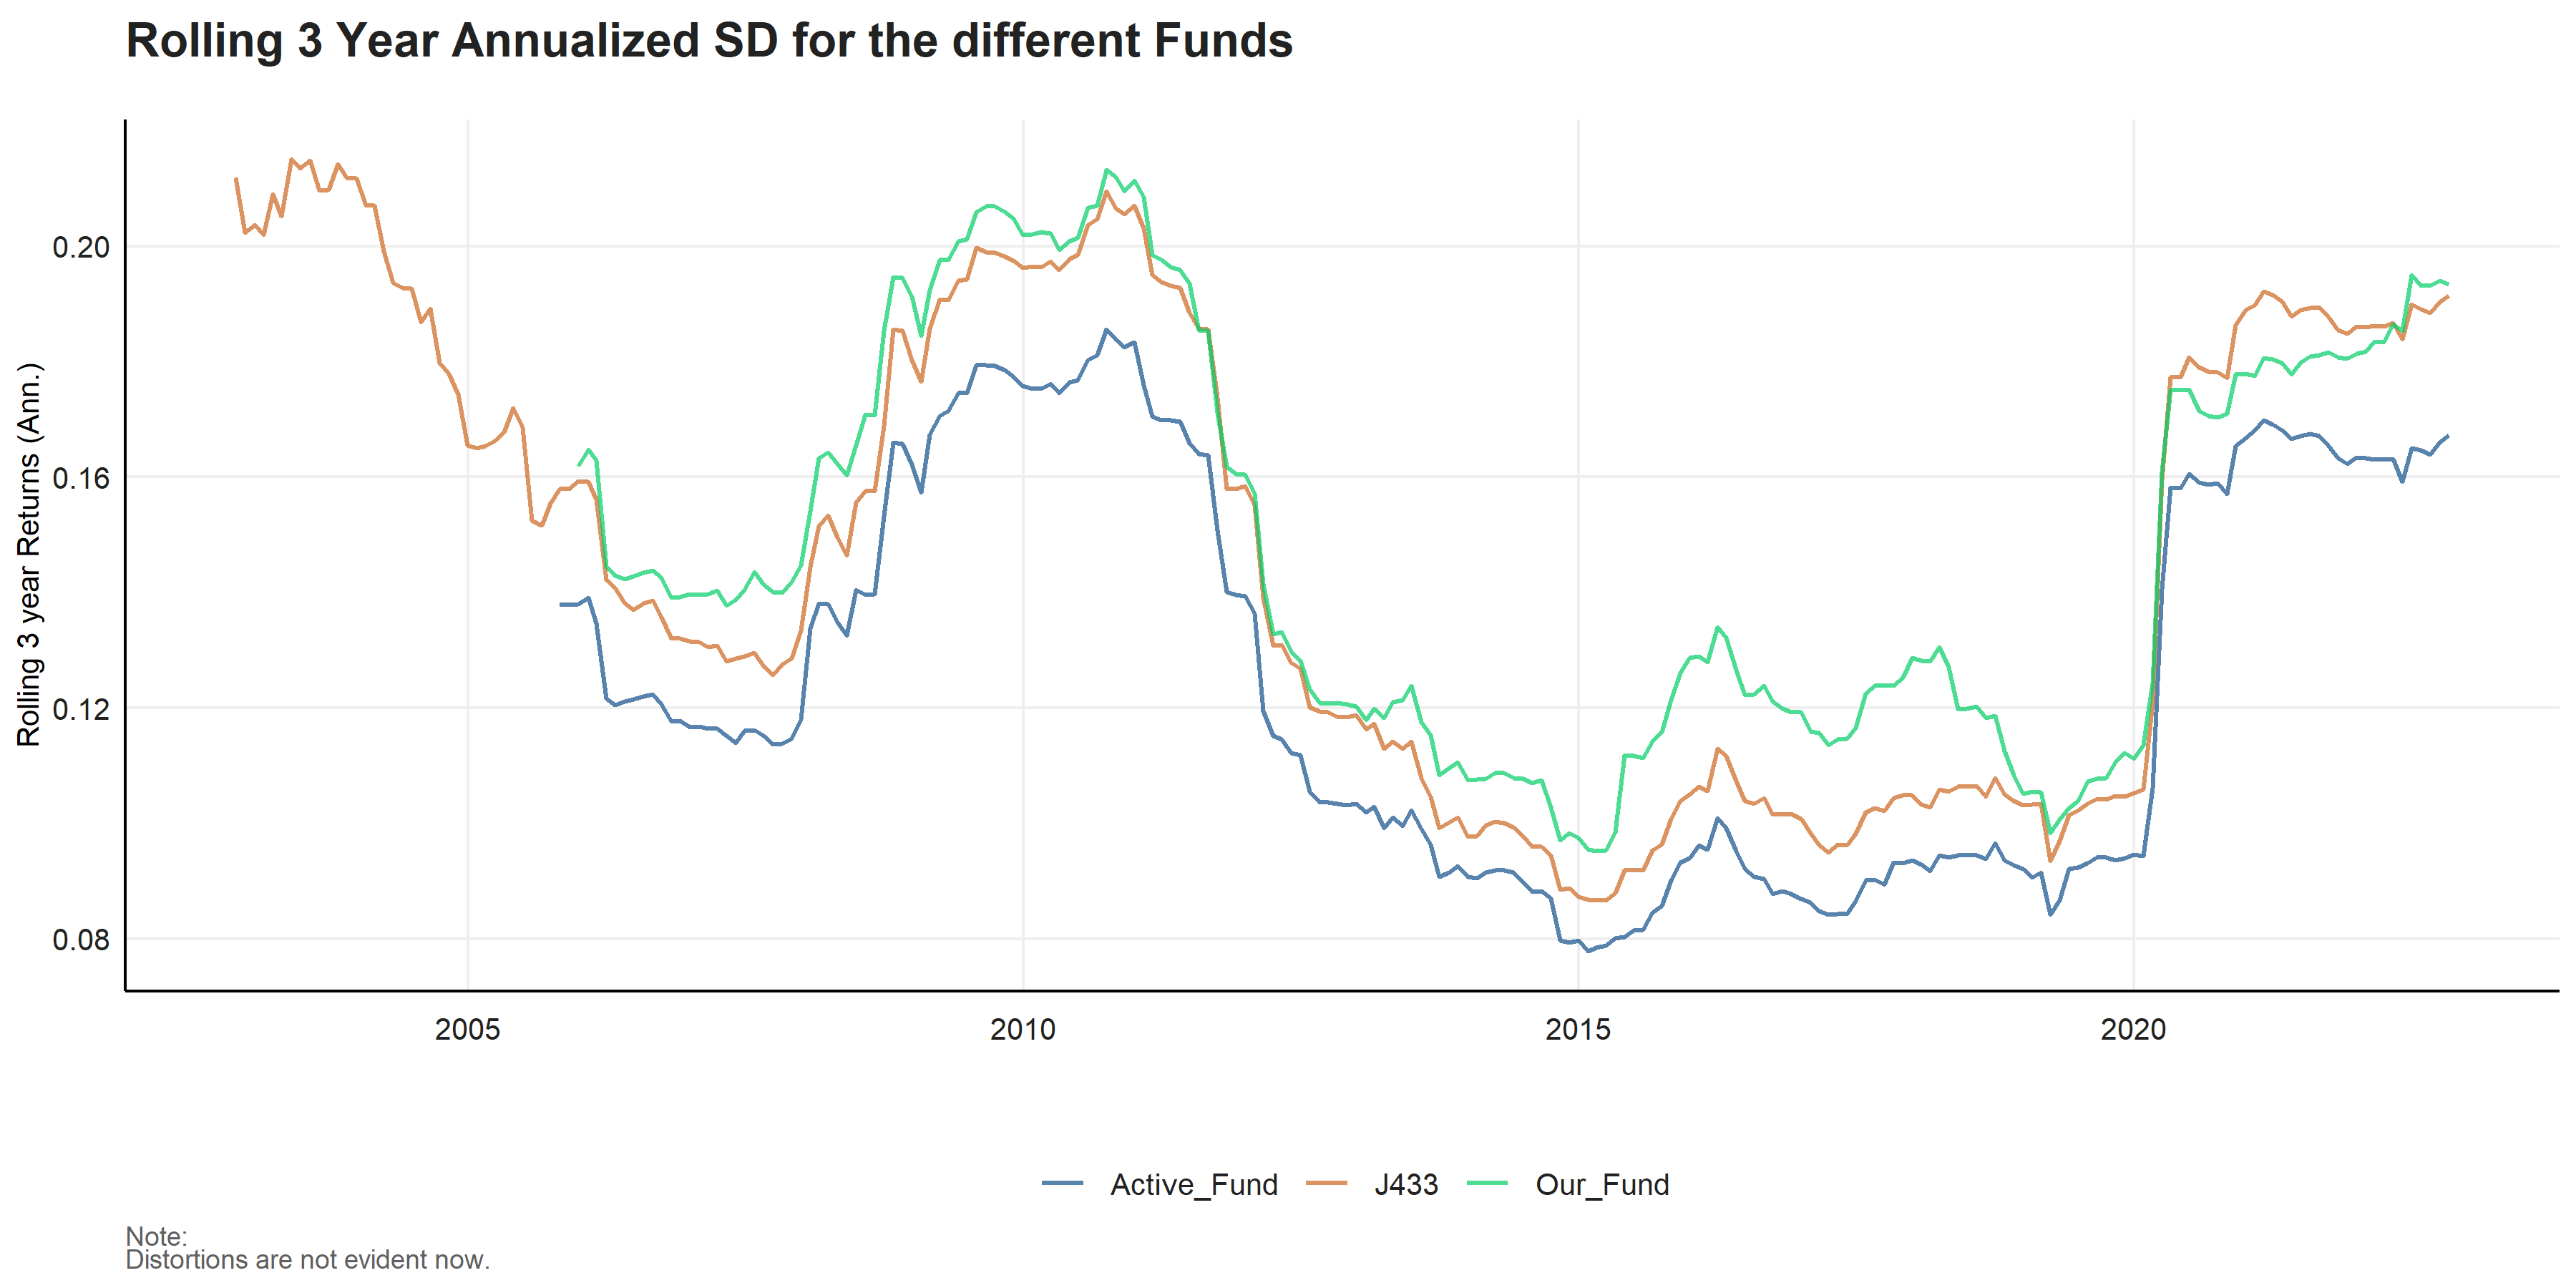 Rolling 3 Year Annualized SD for the different Funds
Rolling 3 year Returns (Ann.)
0.20
0.16
0.12
0.08
2005
2010
2015
2020
Active_Fund
J433
Our_Fund
Note:
Distortions are not evident now.